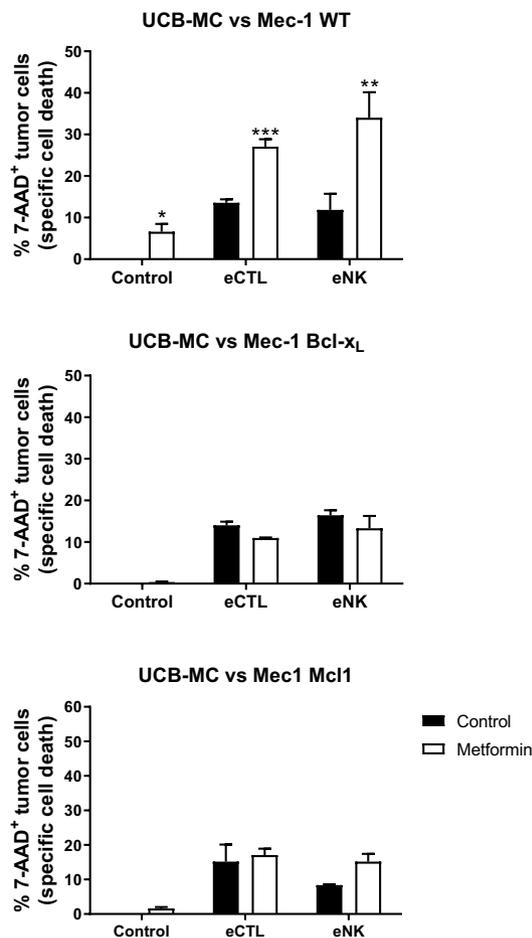 UCB-MC vs Mec-1 WT
% 7-AAD⁺ tumor cells
(specific cell death)
50
40
30
20
10
0
*
***
**
Control
eCTL
eNK
UCB-MC vs Mec-1 Bcl-x_L
% 7-AAD⁺ tumor cells
(specific cell death)
50
40
30
20
10
0
Control
eCTL
eNK
UCB-MC vs Mec1 Mcl1
% 7-AAD⁺ tumor cells
(specific cell death)
60
50
40
30
20
10
0
Control
eCTL
eNK
Control
Metformin